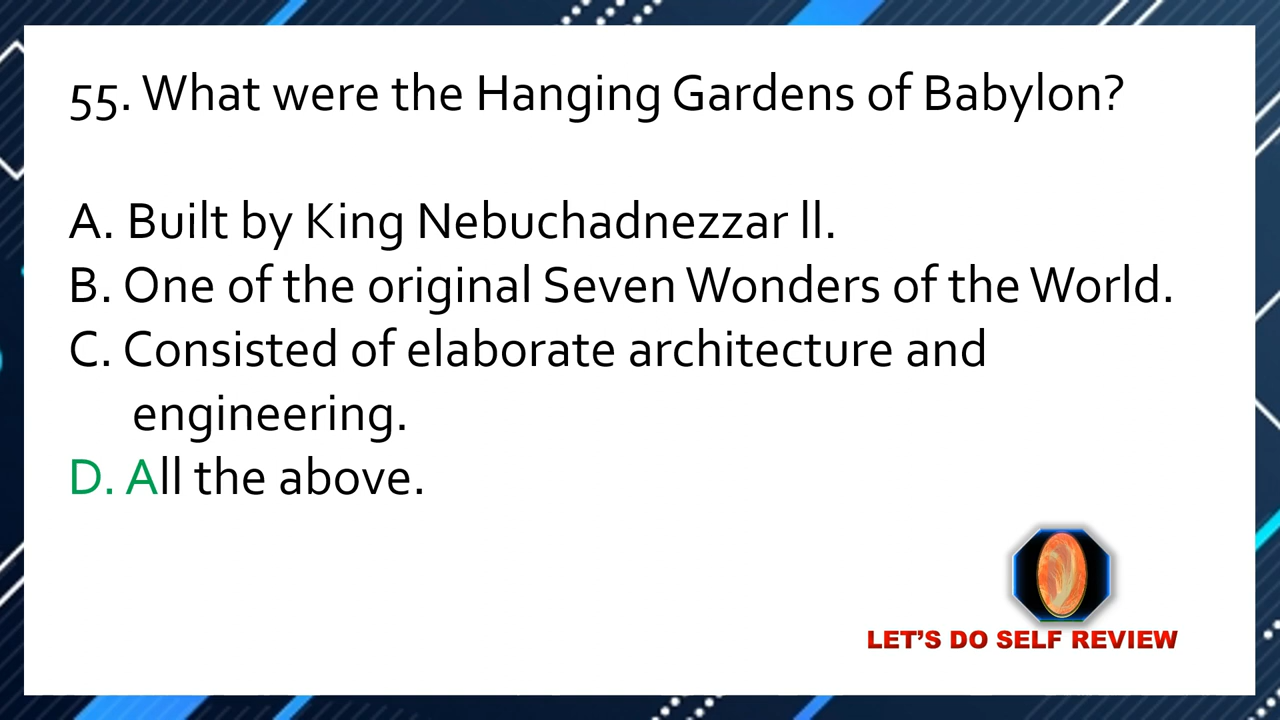 55. What were the Hanging Gardens of Babylon?
A. Built by King Nebuchadnezzar ll.
B. One of the original Seven Wonders of the World.
C. Consisted of elaborate architecture and
engineering.
D. All the above.
LET'S DO SELF REVIEW